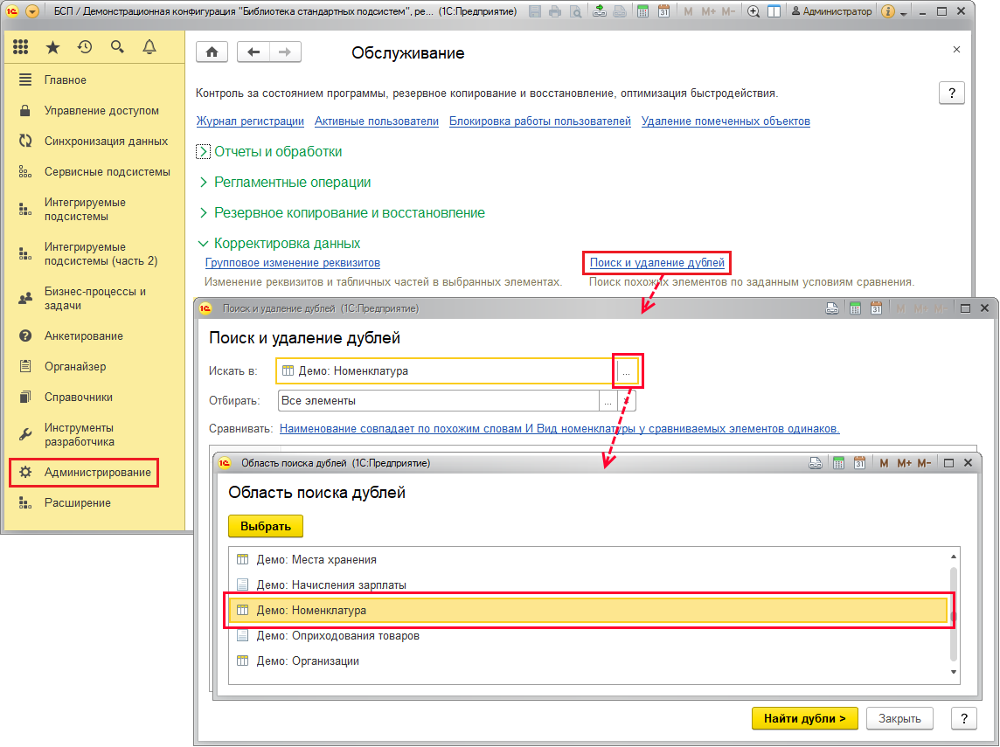 БСП / Демонстрационная конфигурация "Библиотека стандартных подсистем", ре... (1С:Предприятие)
M M+ M-
Администратор
Главное
Управление доступом
Синхронизация данных
Сервисные подсистемы
Интегрируемые
подсистемы
Интегрируемые
подсистемы (часть 2)
Бизнес-процессы и
задачи
Анкетирование
Органайзер
Справочники
Инструменты
разработчика
Администрирование
Расширение
Обслуживание
Контроль за состоянием программы, резервное копирование и восстановление, оптимизация быстродействия.
?
Журнал регистрации Активные пользователи Блокировка работы пользователей Удаление помеченных объектов
Отчеты и обработки
Регламентные операции
Резервное копирование и восстановление
Корректировка данных
Групповое изменение реквизитов Поиск и удаление дублей
Изменение реквизитов и табличных частей в выбранных элементах. Поиск похожих элементов по заданным условиям сравнения.
Поиск и удаление дублей (1С:Предприятие)
31 M M+ M-
Поиск и удаление дублей
Искать в: Демо: Номенклатура ...
Отбирать: Все элементы ...
Сравнивать: Наименование совпадает по похожим словам И Вид номенклатуры у сравниваемых элементов одинаков.
Область поиска дублей (1С:Предприятие)
31 M M+ M-
Область поиска дублей
Выбрать
Демо: Места хранения
Демо: Начисления зарплаты
Демо: Номенклатура
Демо: Оприходования товаров
Демо: Организации
Найти дубли > Закрыть ?